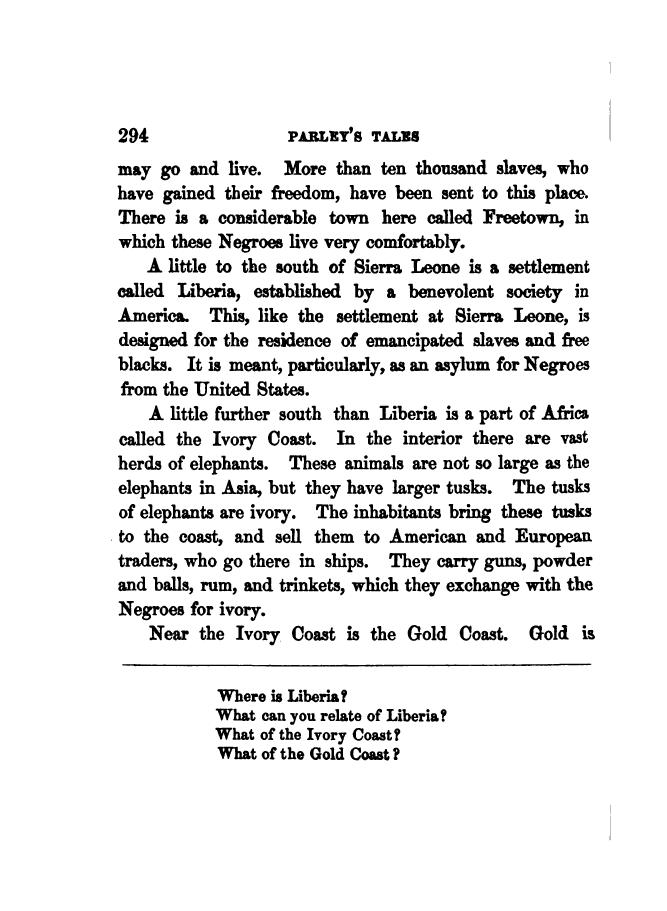 294 PARLEY'S TALES
may go and live. More than ten thousand slaves, who
have gained their freedom, have been sent to this place.
There is a considerable town here called Freetown, in
which these Negroes live very comfortably.
A little to the south of Sierra Leone is a settlement
called Liberia, established by a benevolent society in
America. This, like the settlement at Sierra Leone, is
designed for the residence of emancipated slaves and free
blacks. It is meant, particularly, as an asylum for Negroes
from the United States.
A little further south than Liberia is a part of Africa
called the Ivory Coast. In the interior there are vast
herds of elephants. These animals are not so large as the
elephants in Asia, but they have larger tusks. The tusks
of elephants are ivory. The inhabitants bring these tusks
to the coast, and sell them to American and European
traders, who go there in ships. They carry guns, powder
and balls, rum, and trinkets, which they exchange with the
Negroes for ivory.
Near the Ivory Coast is the Gold Coast. Gold is
Where is Liberia?
What can you relate of Liberia?
What of the Ivory Coast?
What of the Gold Coast?